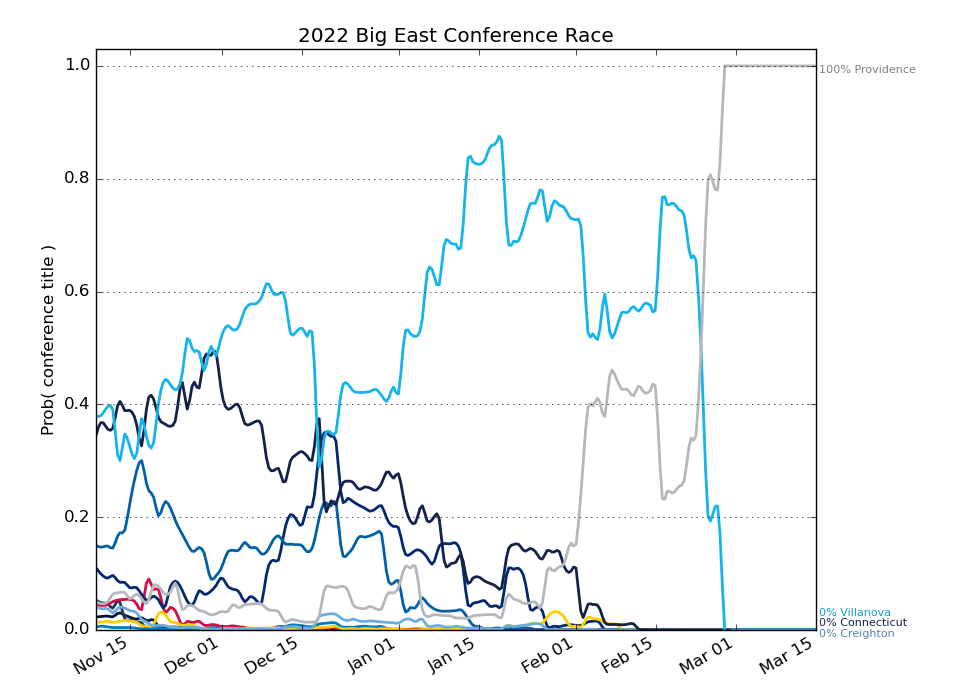 2022 Big East Conference Race
Prob( conference title )
1.0
0.8
0.6
0.4
0.2
0.0
100% Providence
0% Villanova
0% Connecticut
0% Creighton
Nov 15
Dec 01
Dec 15
Jan 01
Jan 15
Feb 01
Feb 15
Mar 01
Mar 15